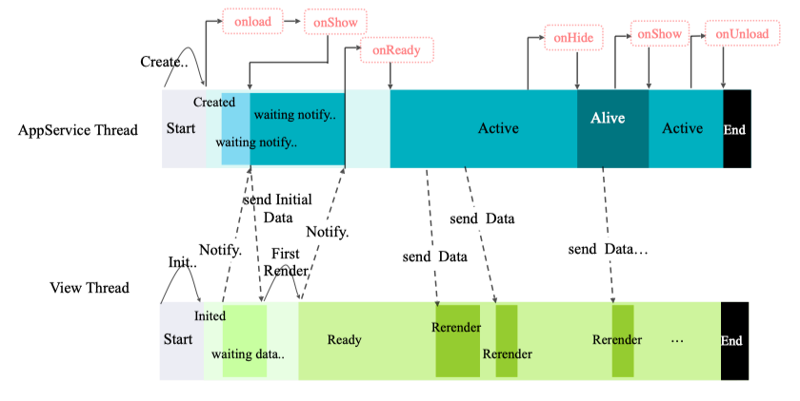 onload
onShow
onReady
onHide
onShow
onUnload
Create..
AppService Thread
Start
Created
waiting notify..
waiting notify..
Active
Alive
Active
End
send Initial
Data
Notify.
Notify.
send Data
send Data
send Data…
Init..
First
Render
View Thread
Start
Inited
waiting data..
Ready
Rerender
Rerender
Rerender
…
End